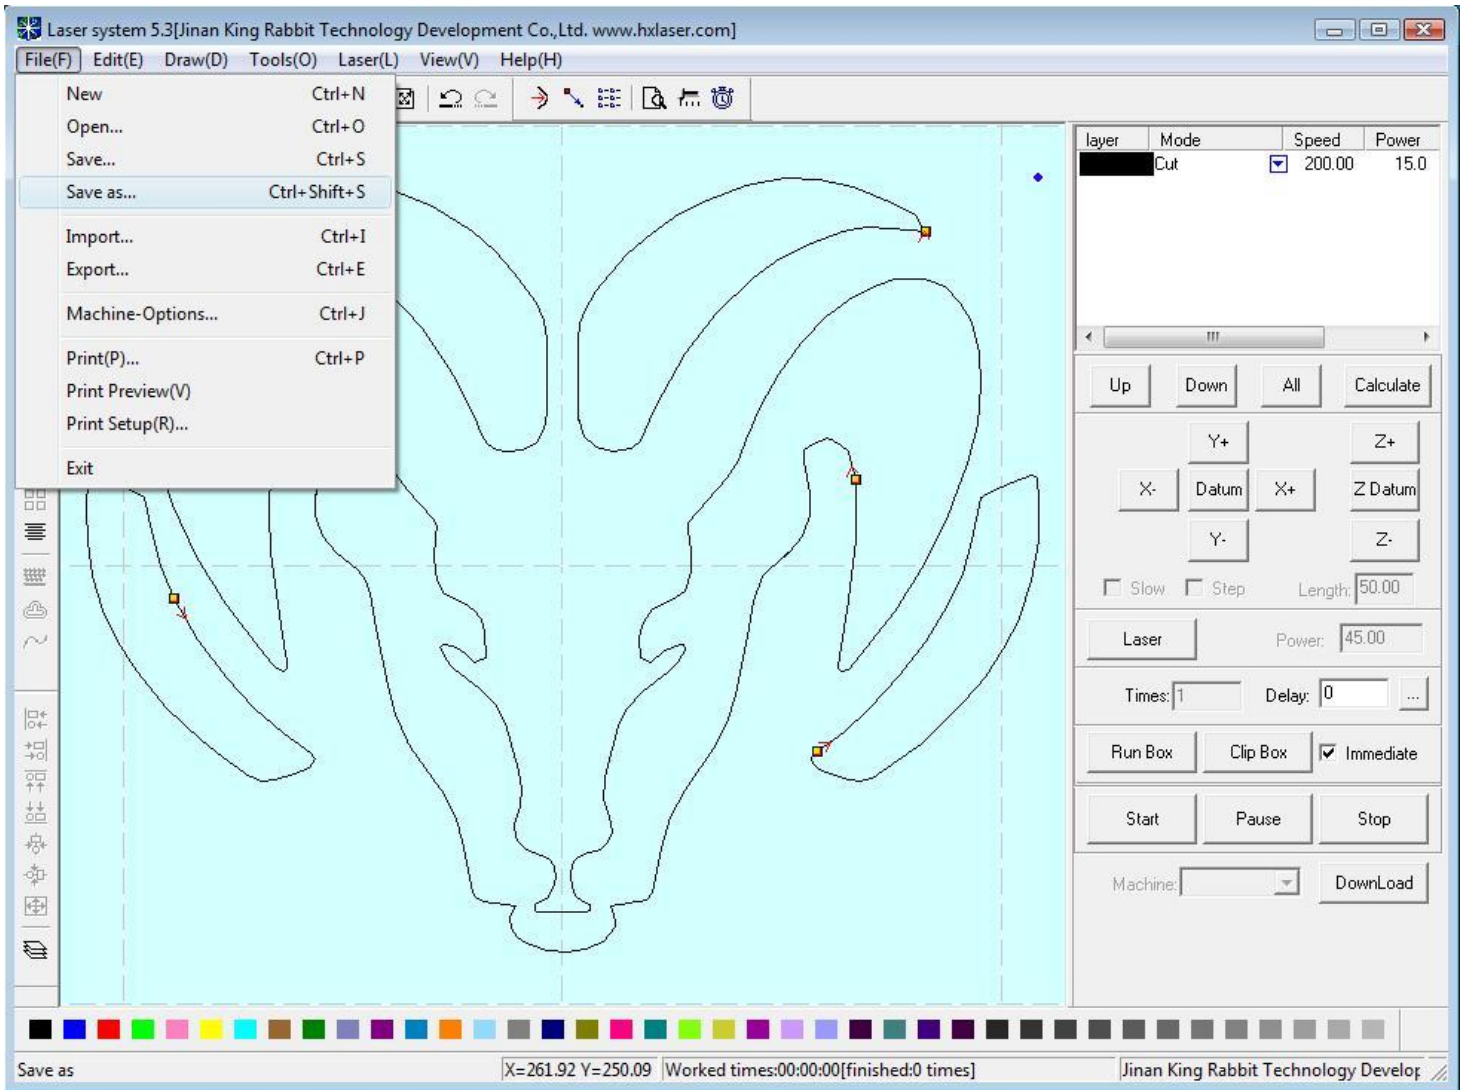 Laser system 5.3[Jinan King Rabbit Technology Development Co.,Ltd. www.hxlaser.com]
File(F) Edit(E) Draw(D) Tools(O) Laser(L) View(V) Help(H)
New Ctrl+N
Open... Ctrl+O
Save... Ctrl+S
Save as... Ctrl+Shift+S
Import... Ctrl+I
Export... Ctrl+E
Machine-Options... Ctrl+J
Print(P)... Ctrl+P
Print Preview(V)
Print Setup(R)...
Exit
layer Mode Speed Power
Cut 200.00 15.0
Up Down All Calculate
Y+ Z+
X- Datum X+ Z Datum
Y- Z-
Slow Step Length: 50.00
Laser Power: 45.00
Times: 1 Delay: 0 ...
Run Box Clip Box Immediate
Start Pause Stop
Machine: DownLoad
Save as X=261.92 Y=250.09 Worked times:00:00:00[finished:0 times] Jinan King Rabbit Technology Develop